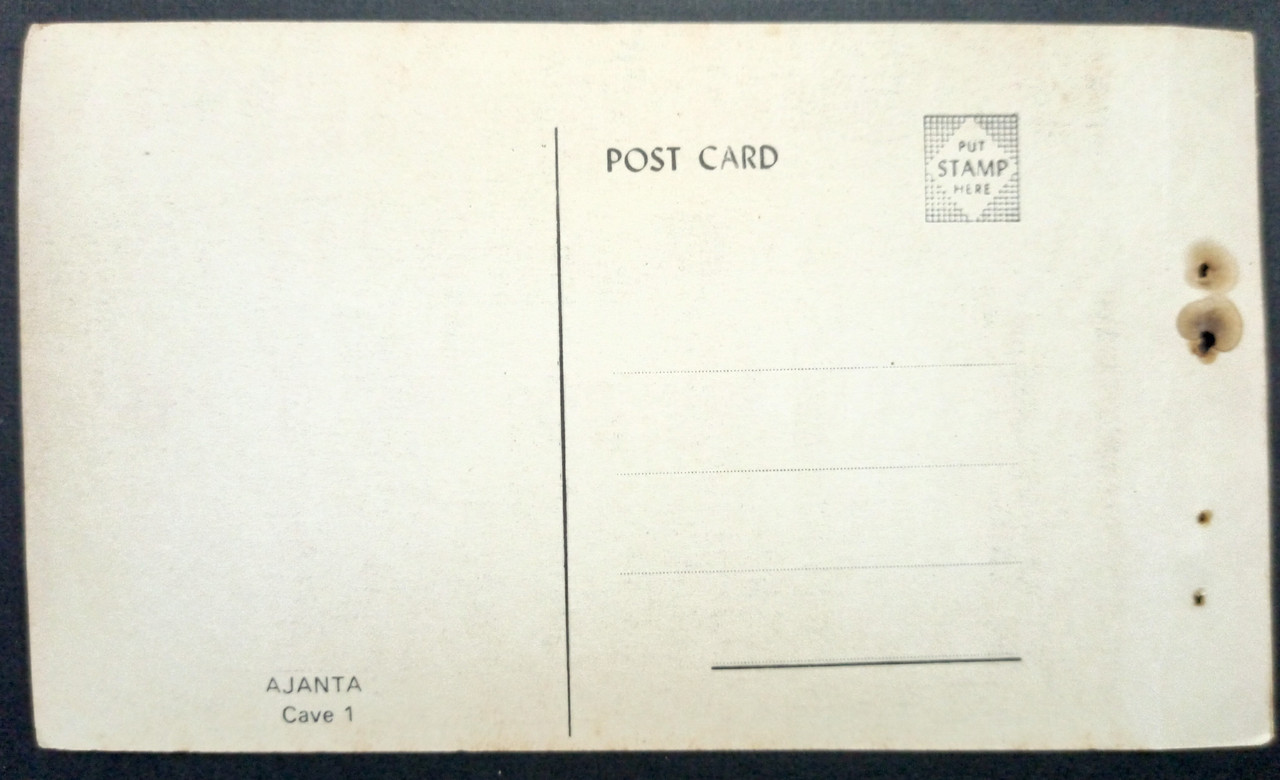 POST CARD
PUT
STAMP
HERE
AJANTA
Cave 1